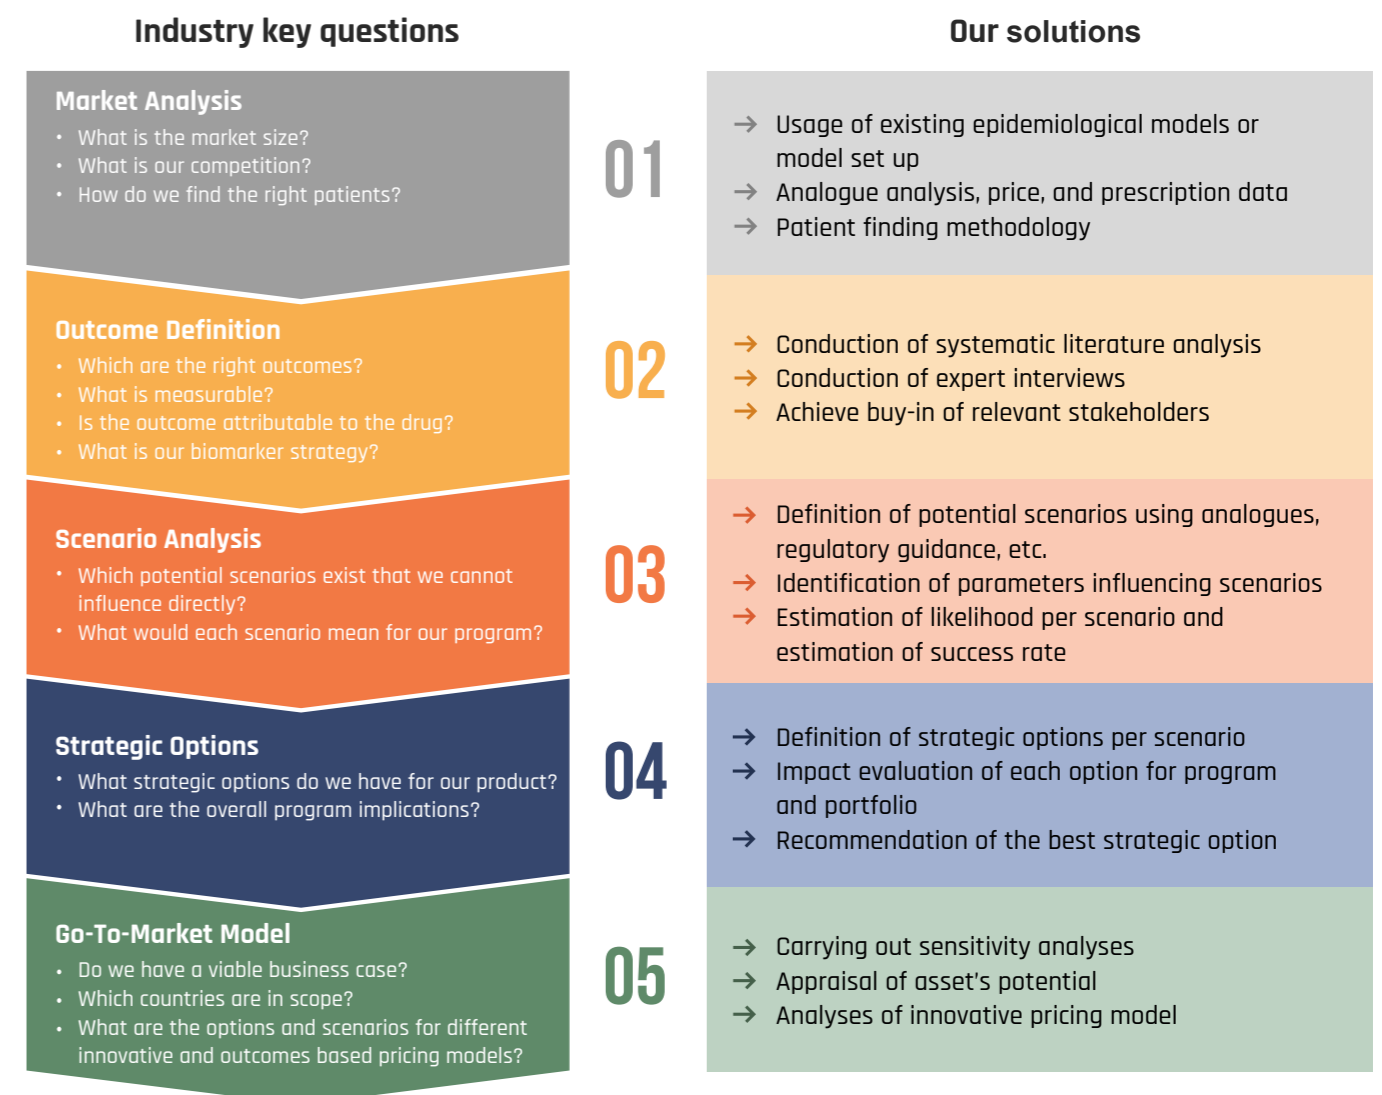 Industry key questions
Our solutions
Market Analysis
• What is the market size?
• What is our competition?
• How do we find the right patients?
01
→ Usage of existing epidemiological models or
model set up
→ Analogue analysis, price, and prescription data
→ Patient finding methodology
Outcome Definition
• Which are the right outcomes?
• What is measurable?
• Is the outcome attributable to the drug?
• What is our biomarker strategy?
02
→ Conduction of systematic literature analysis
→ Conduction of expert interviews
→ Achieve buy-in of relevant stakeholders
Scenario Analysis
• Which potential scenarios exist that we cannot
influence directly?
• What would each scenario mean for our program?
03
→ Definition of potential scenarios using analogues,
regulatory guidance, etc.
→ Identification of parameters influencing scenarios
→ Estimation of likelihood per scenario and
estimation of success rate
Strategic Options
• What strategic options do we have for our product?
• What are the overall program implications?
04
→ Definition of strategic options per scenario
→ Impact evaluation of each option for program
and portfolio
→ Recommendation of the best strategic option
Go-To-Market Model
• Do we have a viable business case?
• Which countries are in scope?
• What are the options and scenarios for different
innovative and outcomes based pricing models?
05
→ Carrying out sensitivity analyses
→ Appraisal of asset's potential
→ Analyses of innovative pricing model